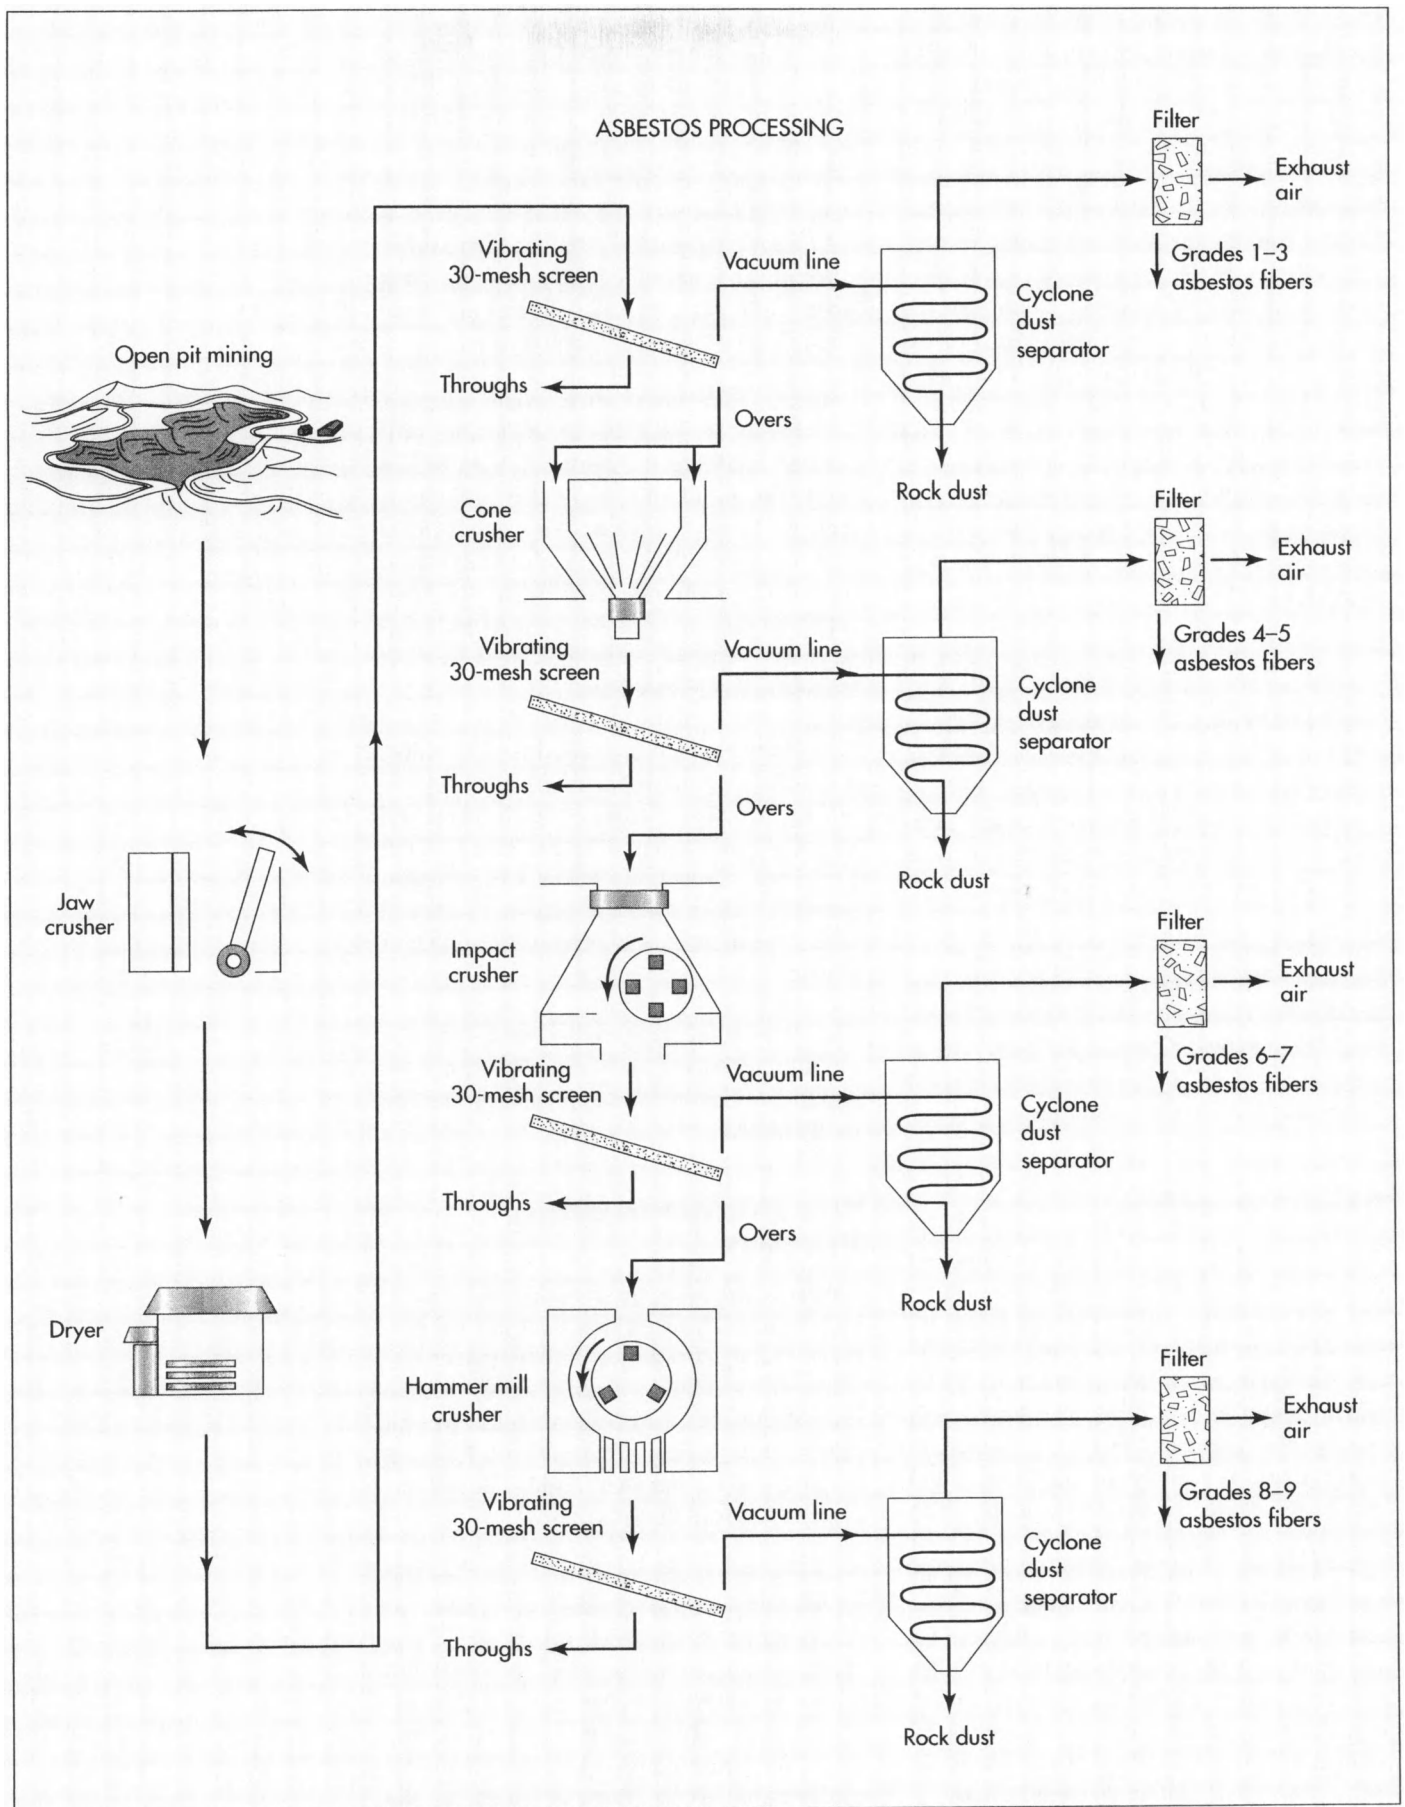 ASBESTOS PROCESSING
Open pit mining
Jaw
crusher
Dryer
Vibrating
30-mesh screen
Throughs
Overs
Vacuum line
Cyclone
dust
separator
Rock dust
Filter
Exhaust
air
Grades 1–3
asbestos fibers
Cone
crusher
Vibrating
30-mesh screen
Throughs
Overs
Vacuum line
Cyclone
dust
separator
Rock dust
Filter
Exhaust
air
Grades 4–5
asbestos fibers
Impact
crusher
Vibrating
30-mesh screen
Throughs
Overs
Vacuum line
Cyclone
dust
separator
Rock dust
Filter
Exhaust
air
Grades 6–7
asbestos fibers
Hammer mill
crusher
Vibrating
30-mesh screen
Throughs
Vacuum line
Cyclone
dust
separator
Rock dust
Filter
Exhaust
air
Grades 8–9
asbestos fibers